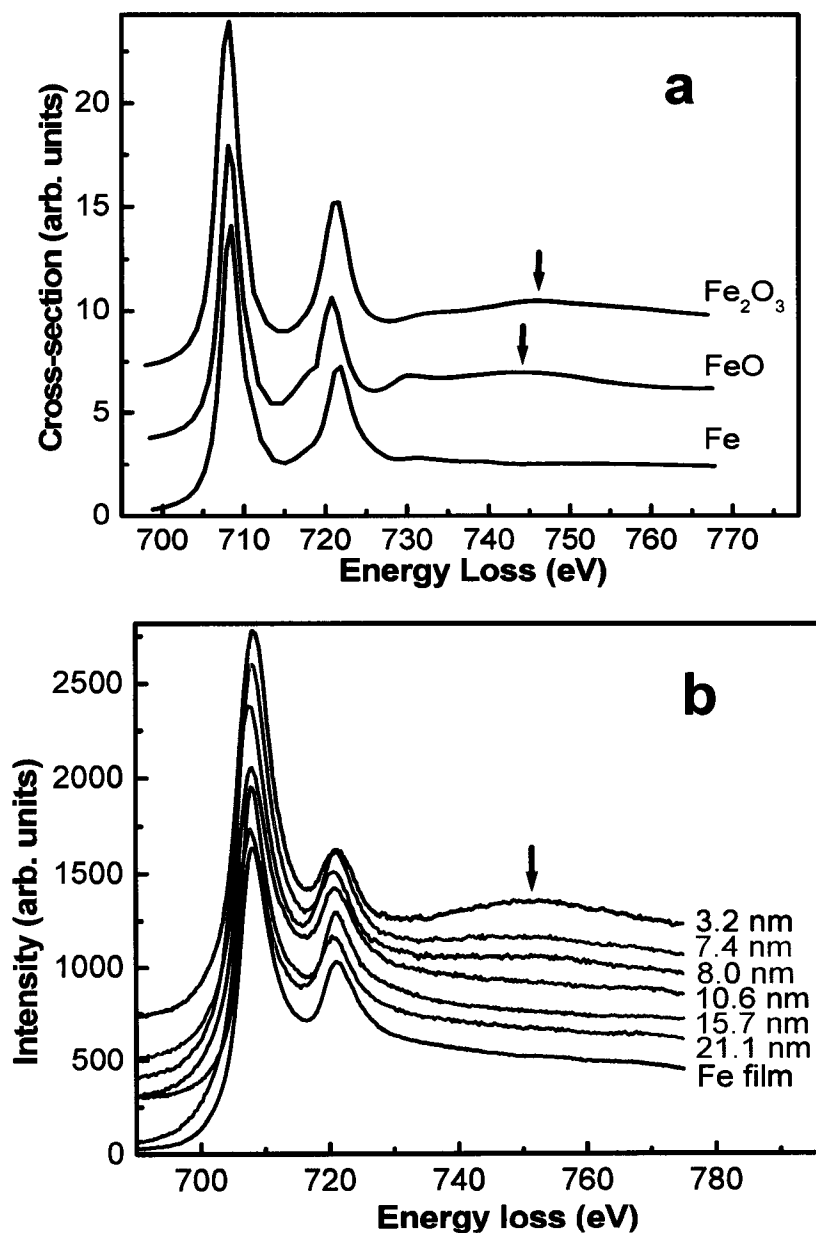 a
Cross-section (arb. units)
20
15
10
5
0
Fe₂O₃
FeO
Fe
700 710 720 730 740 750 760 770
Energy Loss (eV)
b
Intensity (arb. units)
2500
2000
1500
1000
500
0
3.2 nm
7.4 nm
8.0 nm
10.6 nm
15.7 nm
21.1 nm
Fe film
700 720 740 760 780
Energy loss (eV)